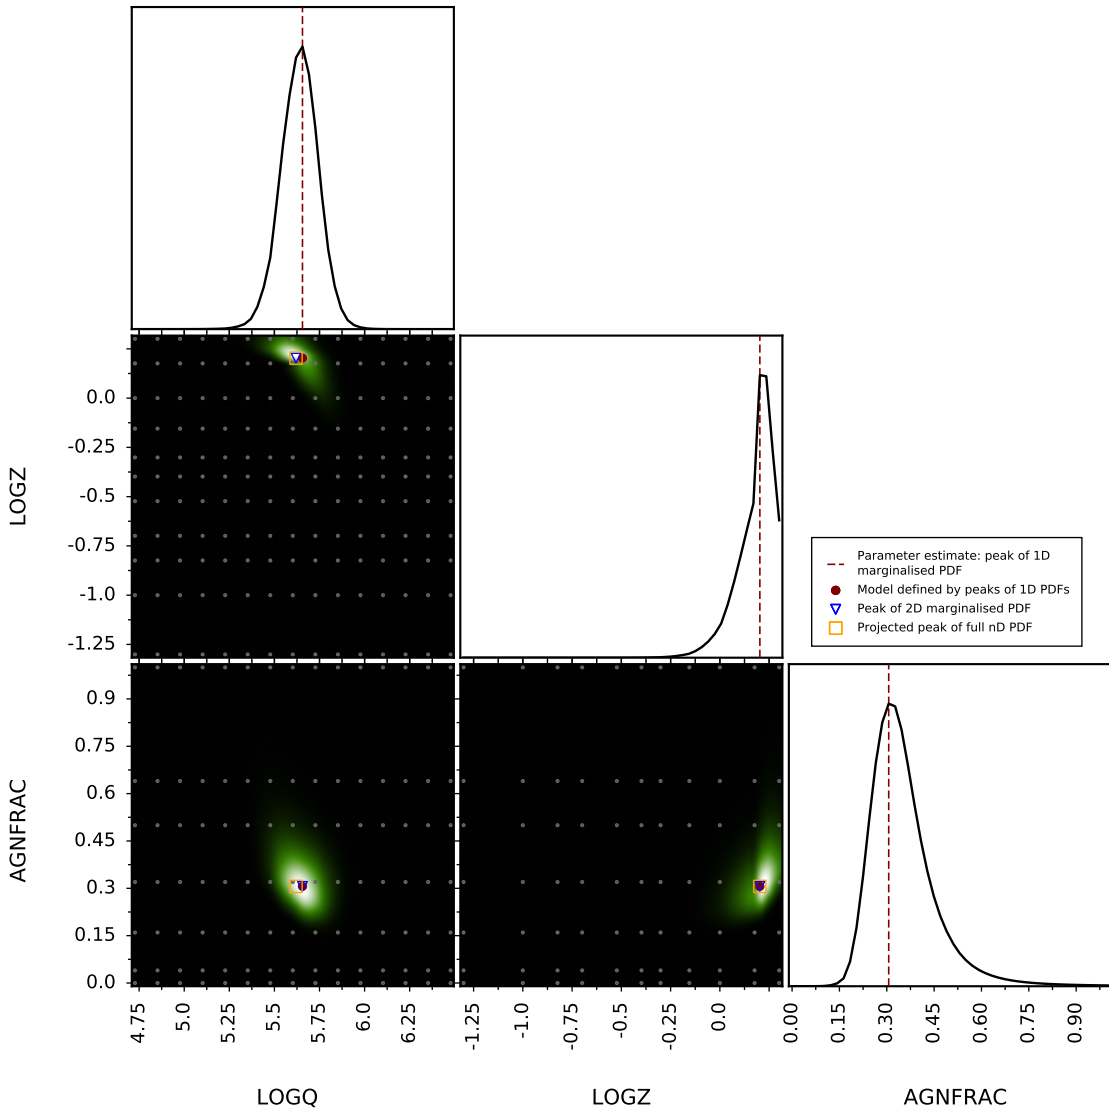 LOGZ
0.0
-0.25
-0.5
-0.75
-1.0
-1.25
Parameter estimate: peak of 1D
marginalised PDF
Model defined by peaks of 1D PDFs
Peak of 2D marginalised PDF
Projected peak of full nD PDF
AGNFRAC
0.9
0.75
0.6
0.45
0.3
0.15
0.0
4.75 5.0 5.25 5.5 5.75 6.0 6.25
-1.25 -1.0 -0.75 -0.5 -0.25 0.0
0.00 0.15 0.30 0.45 0.60 0.75 0.90
LOGQ LOGZ AGNFRAC